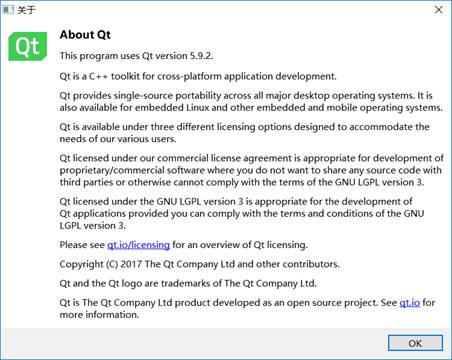 关于
Qt
About Qt
This program uses Qt version 5.9.2.
Qt is a C++ toolkit for cross-platform application development.
Qt provides single-source portability across all major desktop operating systems. It is
also available for embedded Linux and other embedded and mobile operating systems.
Qt is available under three different licensing options designed to accommodate the
needs of our various users.
Qt licensed under our commercial license agreement is appropriate for development of
proprietary/commercial software where you do not want to share any source code with
third parties or otherwise cannot comply with the terms of the GNU LGPL version 3.
Qt licensed under the GNU LGPL version 3 is appropriate for the development of
Qt applications provided you can comply with the terms and conditions of the GNU
LGPL version 3.
Please see qt.io/licensing for an overview of Qt licensing.
Copyright (C) 2017 The Qt Company Ltd and other contributors.
Qt and the Qt logo are trademarks of The Qt Company Ltd.
Qt is The Qt Company Ltd product developed as an open source project. See qt.io for
more information.
OK